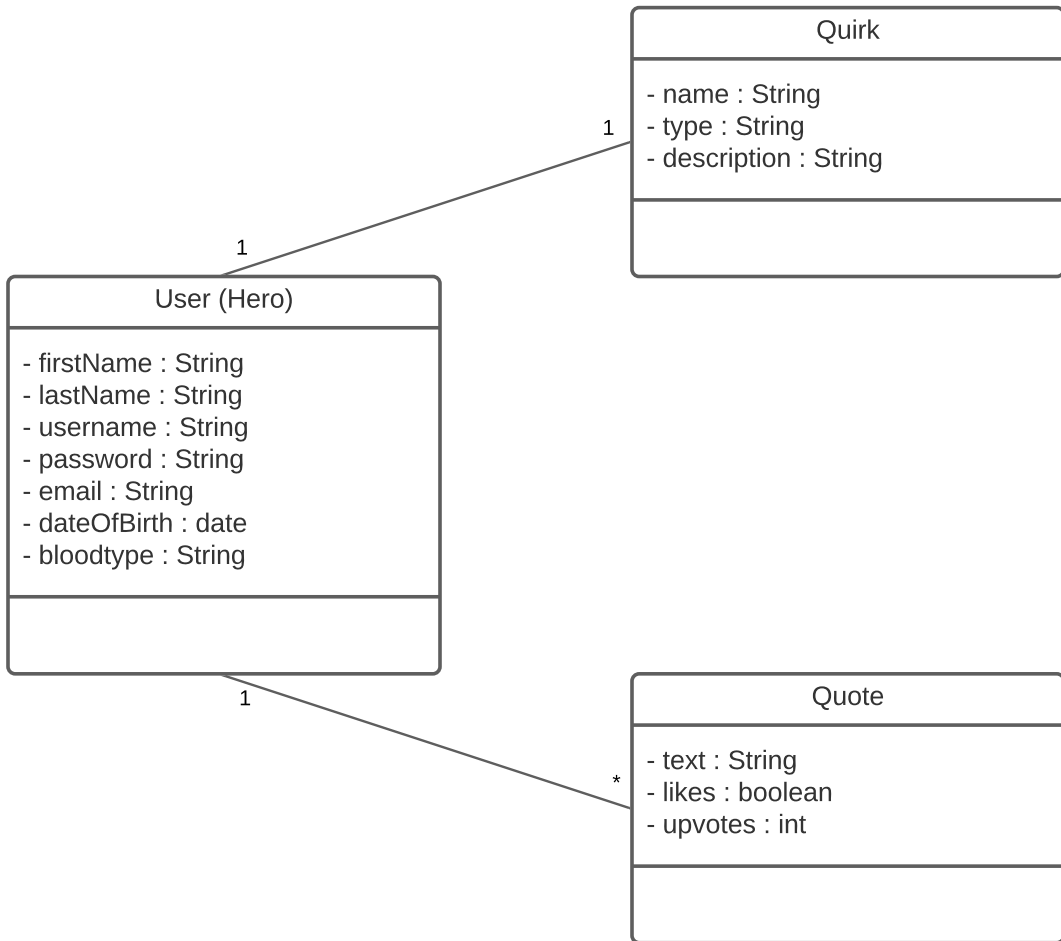 Quirk
- name : String
- type : String
- description : String
1
1
User (Hero)
- firstName : String
- lastName : String
- username : String
- password : String
- email : String
- dateOfBirth : date
- bloodtype : String
1
*
Quote
- text : String
- likes : boolean
- upvotes : int